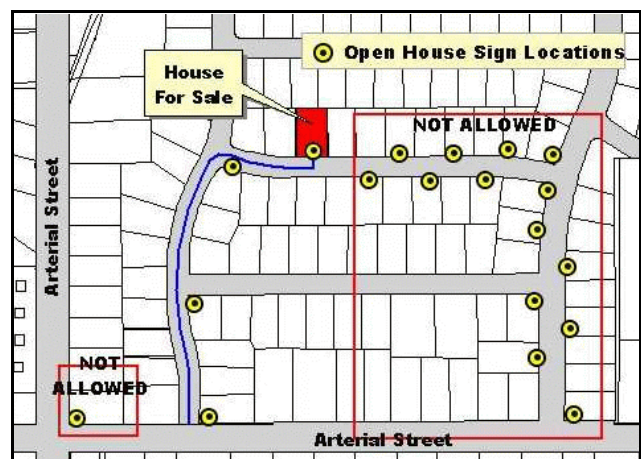 Open House Sign Locations
House
For Sale
NOT ALLOWED
Arterial Street
NOT
ALLOWED
Arterial Street